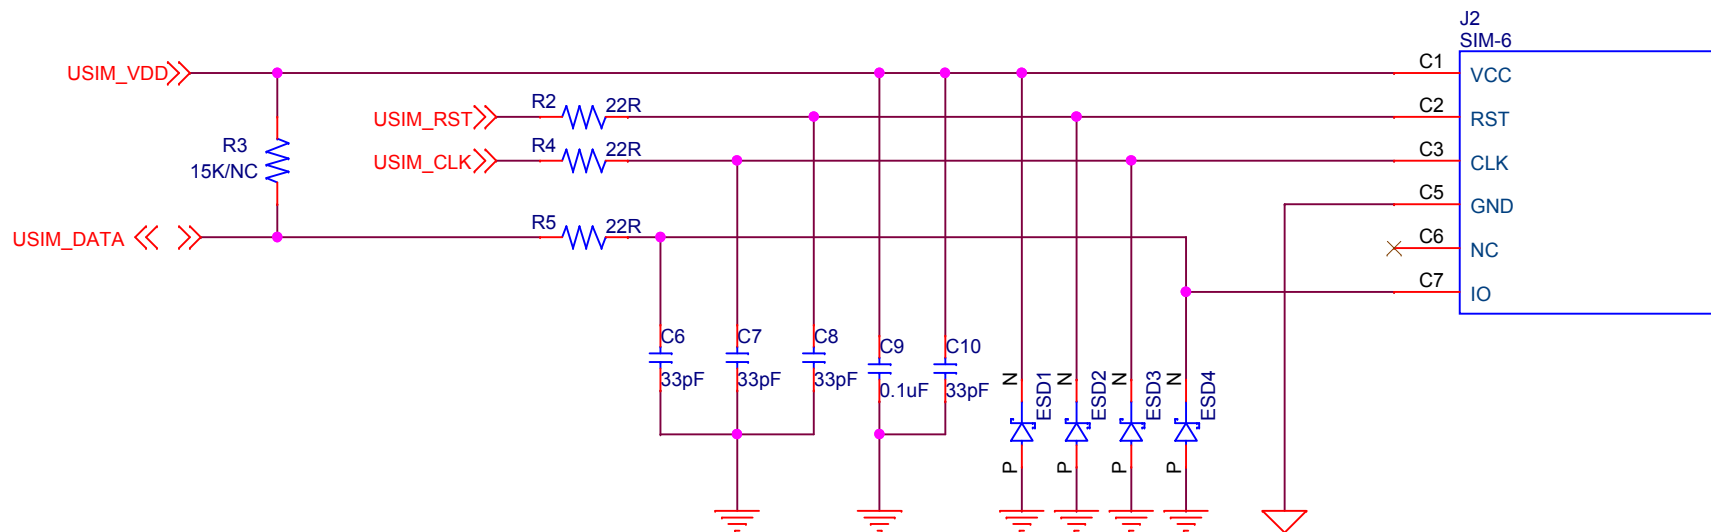 J2
SIM-6
USIM_VDD
C1
VCC
R2
22R
USIM_RST
C2
RST
R3
15K/NC
R4
22R
USIM_CLK
C3
CLK
C5
GND
USIM_DATA
R5
22R
C6
NC
C7
IO
C6
33pF
C7
33pF
C8
33pF
C9
0.1uF
C10
33pF
N
ESD1
P
N
ESD2
P
N
ESD3
P
N
ESD4
P